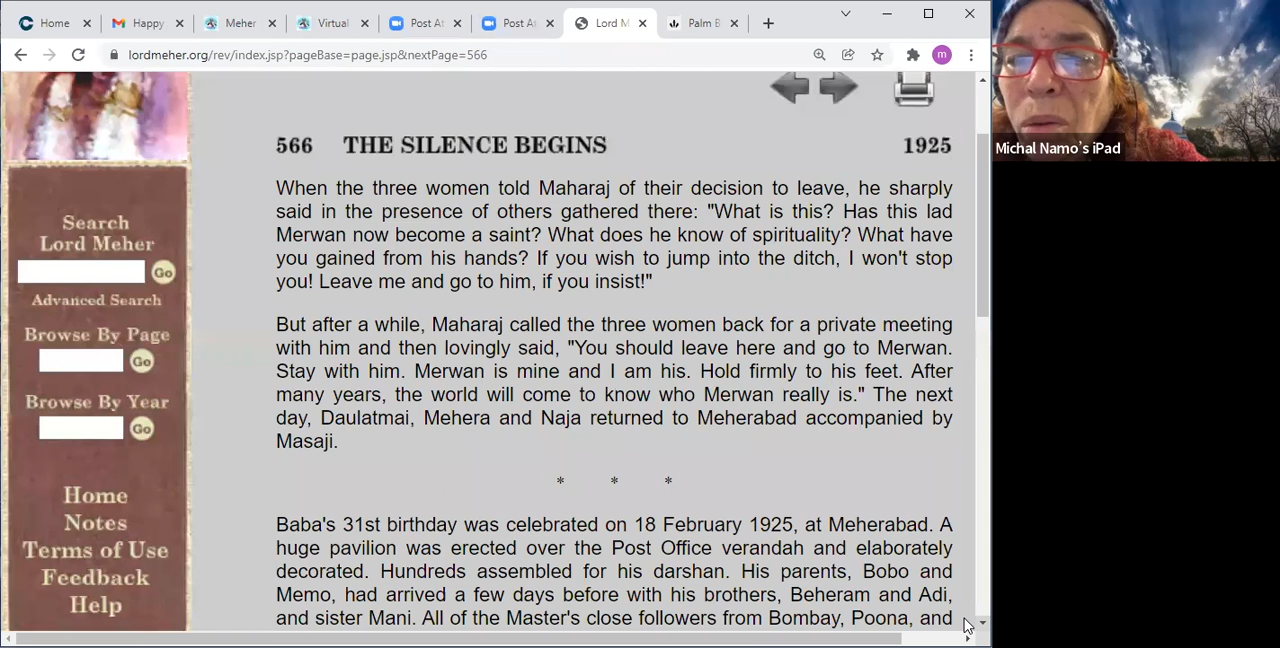 Home
Happy
Meher
Virtual
Post At
Post As
Lord M
Palm B
lordmeher.org/rev/index.jsp?pageBase=page.jsp&nextPage=566
m
Michal Namo's iPad
566 THE SILENCE BEGINS 1925
When the three women told Maharaj of their decision to leave, he sharply
said in the presence of others gathered there: "What is this? Has this lad
Merwan now become a saint? What does he know of spirituality? What have
you gained from his hands? If you wish to jump into the ditch, I won't stop
you! Leave me and go to him, if you insist!"
But after a while, Maharaj called the three women back for a private meeting
with him and then lovingly said, "You should leave here and go to Merwan.
Stay with him. Merwan is mine and I am his. Hold firmly to his feet. After
many years, the world will come to know who Merwan really is." The next
day, Daulatmai, Mehera and Naja returned to Meherabad accompanied by
Masaji.
* * *
Baba's 31st birthday was celebrated on 18 February 1925, at Meherabad. A
huge pavilion was erected over the Post Office verandah and elaborately
decorated. Hundreds assembled for his darshan. His parents, Bobo and
Memo, had arrived a few days before with his brothers, Beheram and Adi,
and sister Mani. All of the Master's close followers from Bombay, Poona, and
Search
Lord Meher
Go
Advanced Search
Browse By Page
Go
Browse By Year
Go
Home
Notes
Terms of Use
Feedback
Help